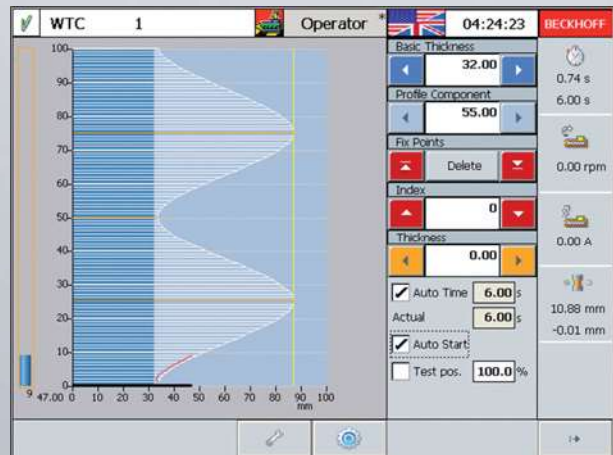 WTC 1 Operator * 04:24:23 BECKHOFF
100
90
80
70
60
50
40
30
20
10
0
9 47.00 0 10 20 30 40 50 60 70 80 90 100
mm
Basic Thickness
32.00
Profile Component
55.00
Fix Points
Delete
Index
0
Thickness
0.00
Auto Time 6.00 s
Actual 6.00 s
Auto Start
Test pos. 100.0 %
0.74 s
6.00 s
0.00 rpm
0.00 A
10.88 mm
-0.01 mm